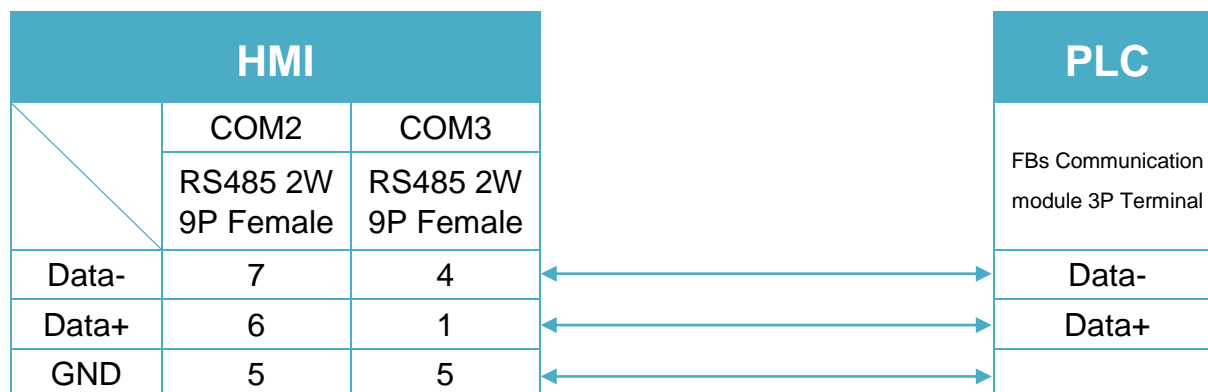 HMI PLC
COM2 COM3
RS485 2W RS485 2W
9P Female 9P Female
FBs Communication
module 3P Terminal
Data- 7 4 Data-
Data+ 6 1 Data+
GND 5 5